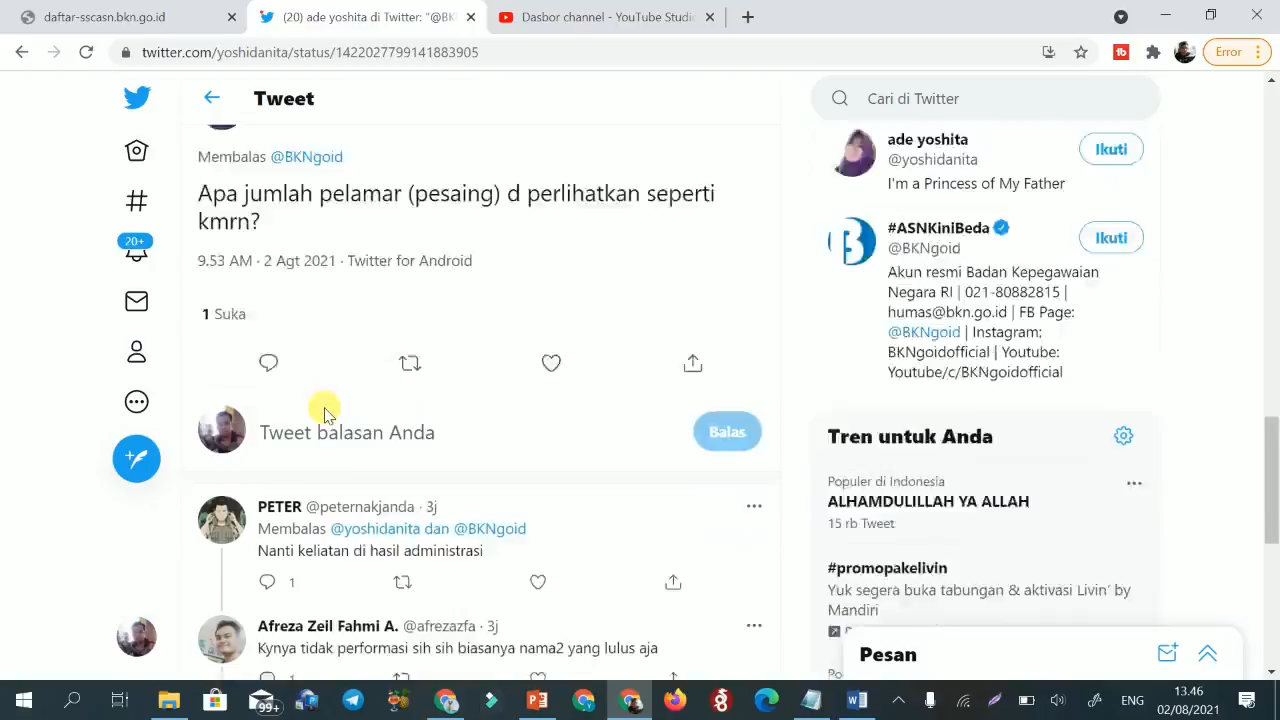 daftar-sscasn.bkn.go.id
(20) ade yoshita di Twitter: "@BKN
Dasbor channel - YouTube Studio
twitter.com/yoshidanita/status/1422027799141883905
Error
Tweet
Cari di Twitter
Membalas @BKNgoid
Apa jumlah pelamar (pesaing) d perlihatkan seperti
kmrn?
9.53 AM · 2 Agt 2021 · Twitter for Android
1 Suka
Tweet balasan Anda
Balas
PETER @peternakjanda · 3j
Membalas @yoshidanita dan @BKNgoid
Nanti keliatan di hasil administrasi
1
Afreza Zeil Fahmi A. @afrezazfa · 3j
Kynya tidak performasi sih sih biasanya nama2 yang lulus aja
20+
ade yoshita
@yoshidanita
Ikuti
I'm a Princess of My Father
#ASNKiniBeda
@BKNgoid
Ikuti
Akun resmi Badan Kepegawaian
Negara RI | 021-80882815 |
humas@bkn.go.id | FB Page:
@BKNgoid | Instagram:
BKNgoidofficial | Youtube:
Youtube/c/BKNgoidofficial
Tren untuk Anda
Populer di Indonesia
ALHAMDULILLAH YA ALLAH
15 rb Tweet
#promopakelivin
Yuk segera buka tabungan & aktivasi Livin' by
Mandiri
Pesan
99+
ENG
13.46
02/08/2021